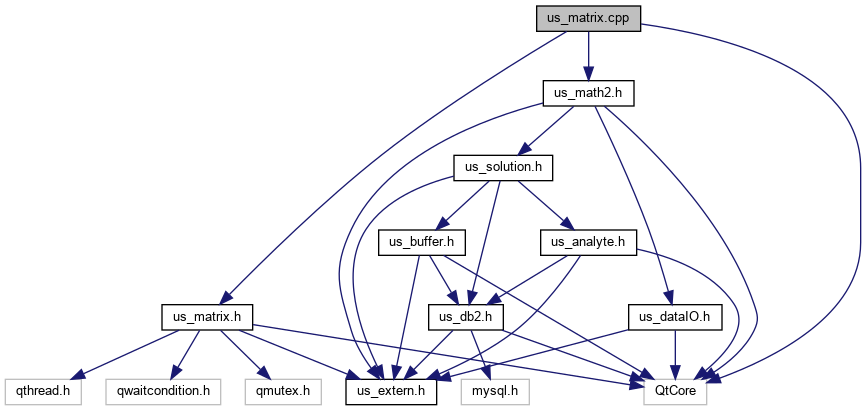 us_matrix.cpp
us_math2.h
us_solution.h
us_buffer.h
us_analyte.h
us_matrix.h
us_db2.h
us_dataIO.h
qthread.h
qwaitcondition.h
qmutex.h
us_extern.h
mysql.h
QtCore